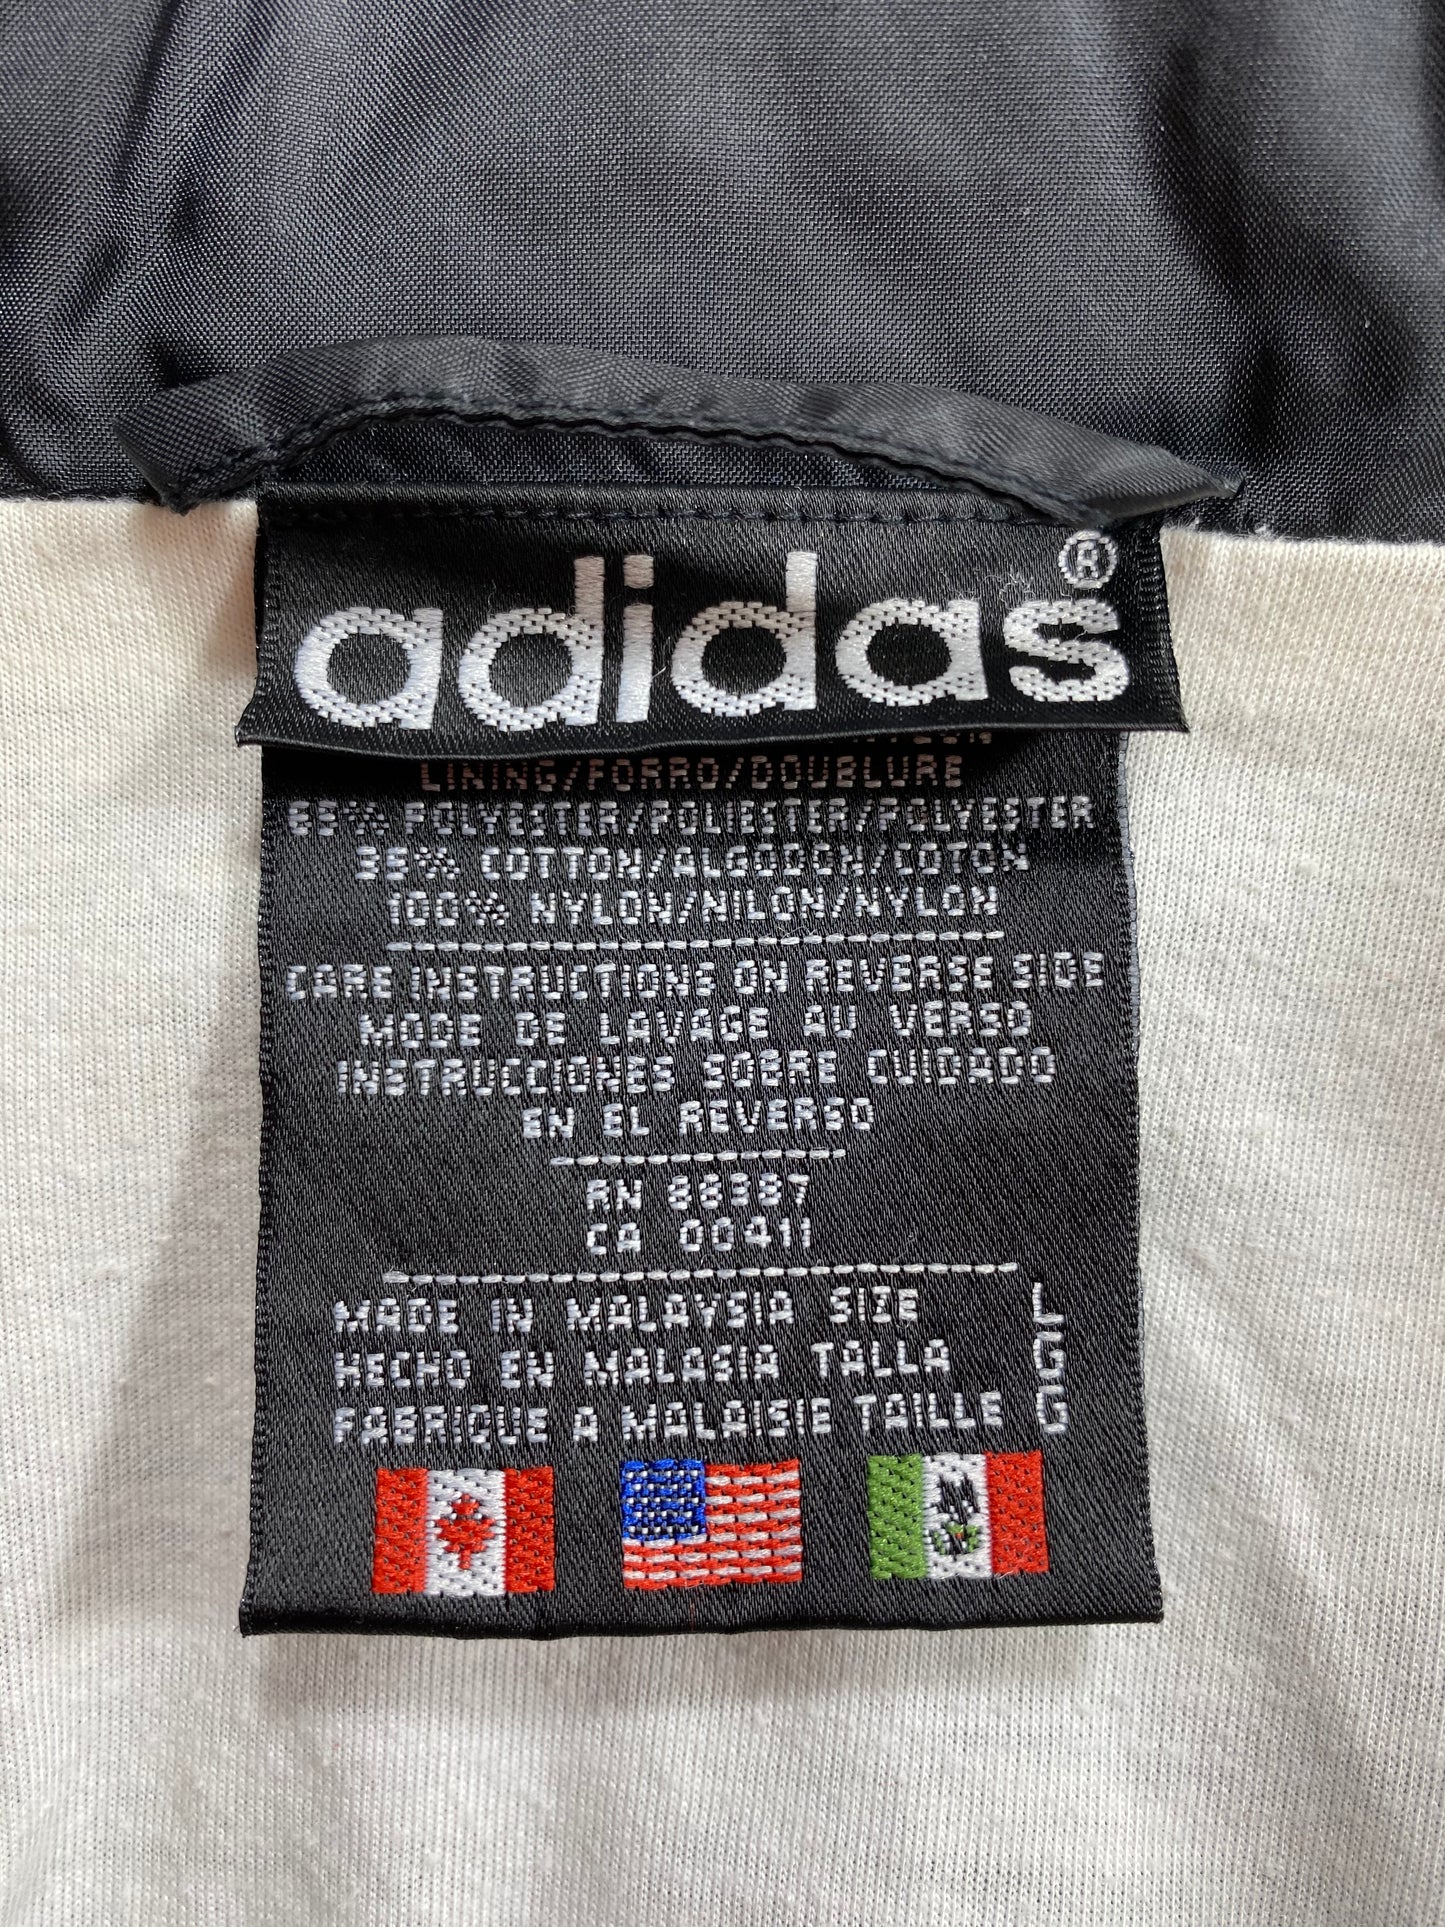 adidas®
LINING/FORRO/DOUBLURE
65% POLYESTER/POLIESTER/POLYESTER
35% COTTON/ALGODON/COTON
100% NYLON/NILON/NYLON
CARE INSTRUCTIONS ON REVERSE SIDE
MODE DE LAVAGE AU VERSO
INSTRUCCIONES SOBRE CUIDADO
EN EL REVERSO
RN 88387
CA 00411
MADE IN MALAYSIA SIZE L
HECHO EN MALASIA TALLA G
FABRIQUE A MALAISIE TAILLE G